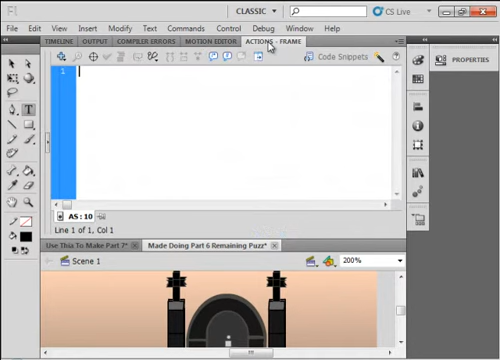 Fl
CLASSIC
CS Live
File Edit View Insert Modify Text Commands Control Debug Window Help
TIMELINE OUTPUT COMPILER ERRORS MOTION EDITOR ACTIONS - FRAME
Code Snippets
PROPERTIES
1
T
AS: 10
Line 1 of 1, Col 1
Use This To Make Part 7* Made Doing Part 6 Remaining Puzz*
Scene 1
200%